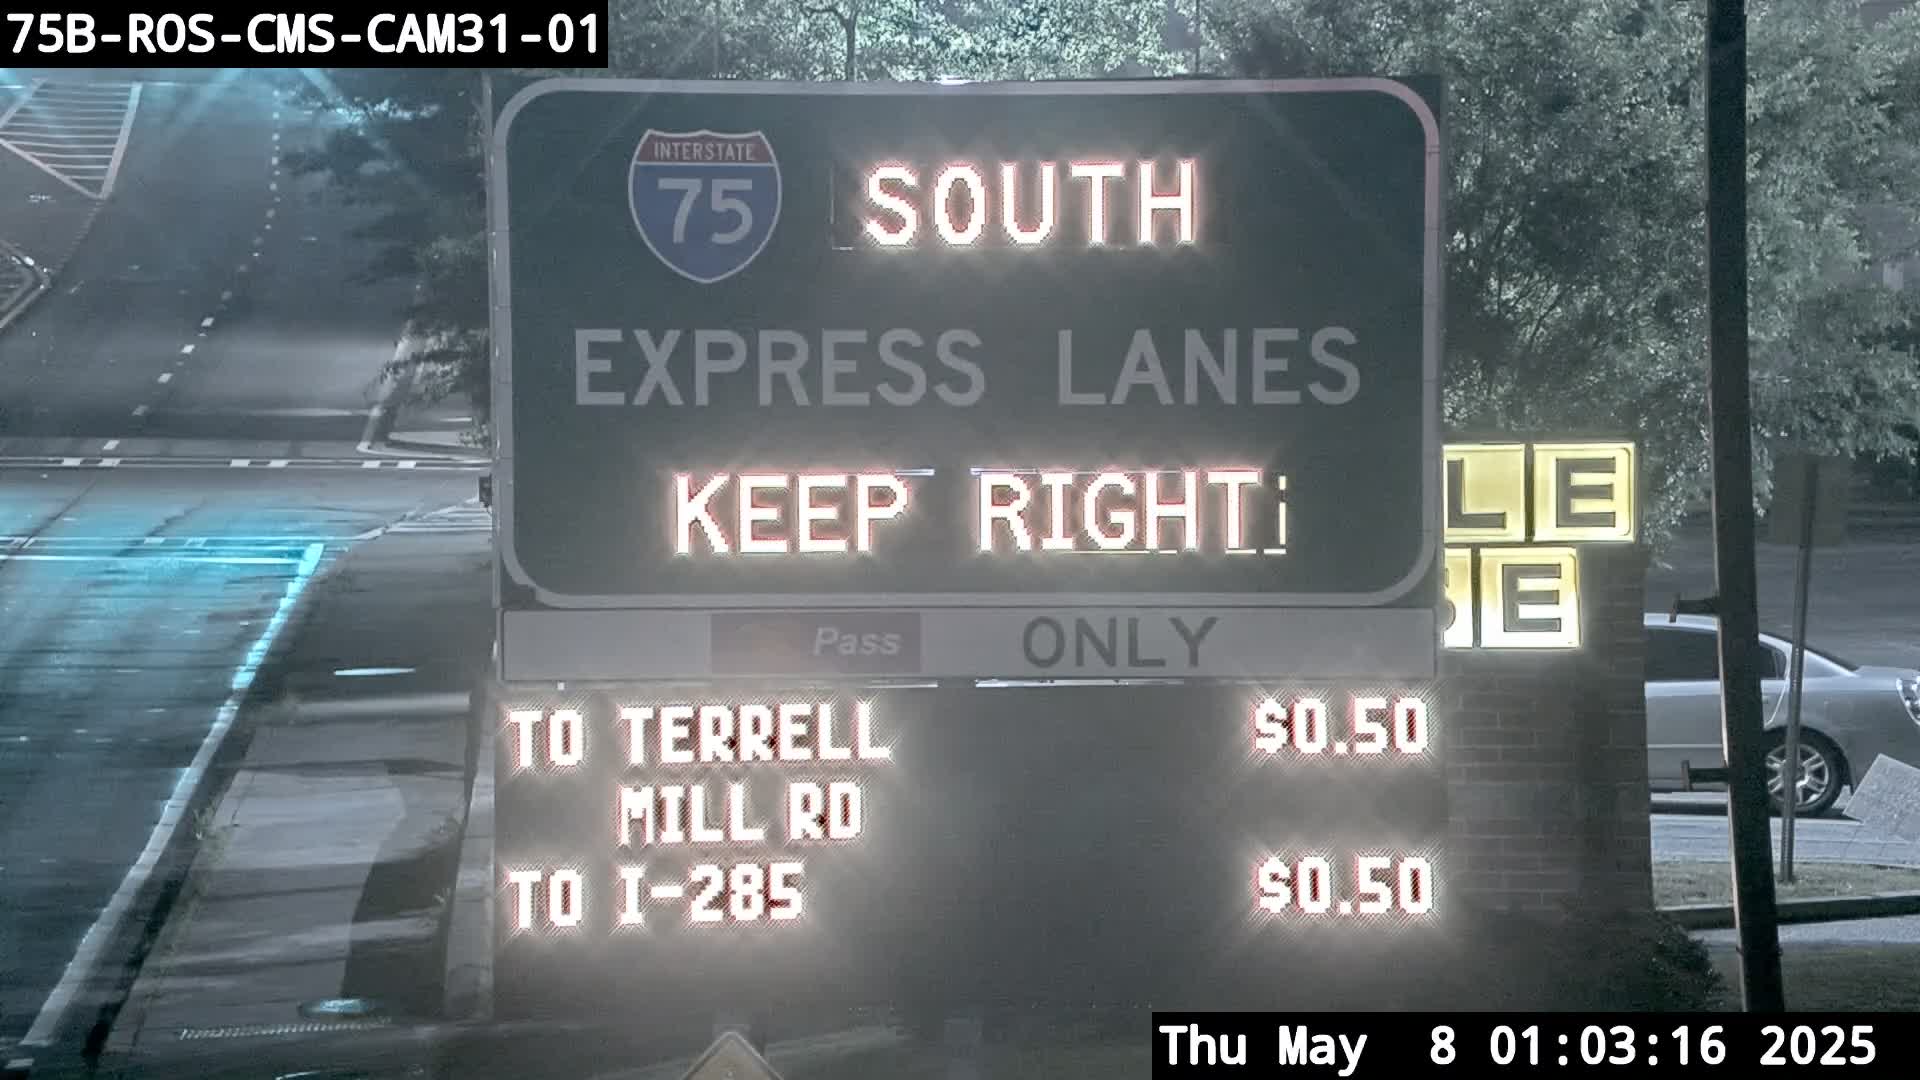 75B-ROS-CMS-CAM31-01
INTERSTATE
75 SOUTH
EXPRESS LANES
KEEP RIGHT
Pass ONLY
LE
E
TO TERRELL $0.50
MILL RD
TO I-285 $0.50
Thu May 8 01:03:16 2025